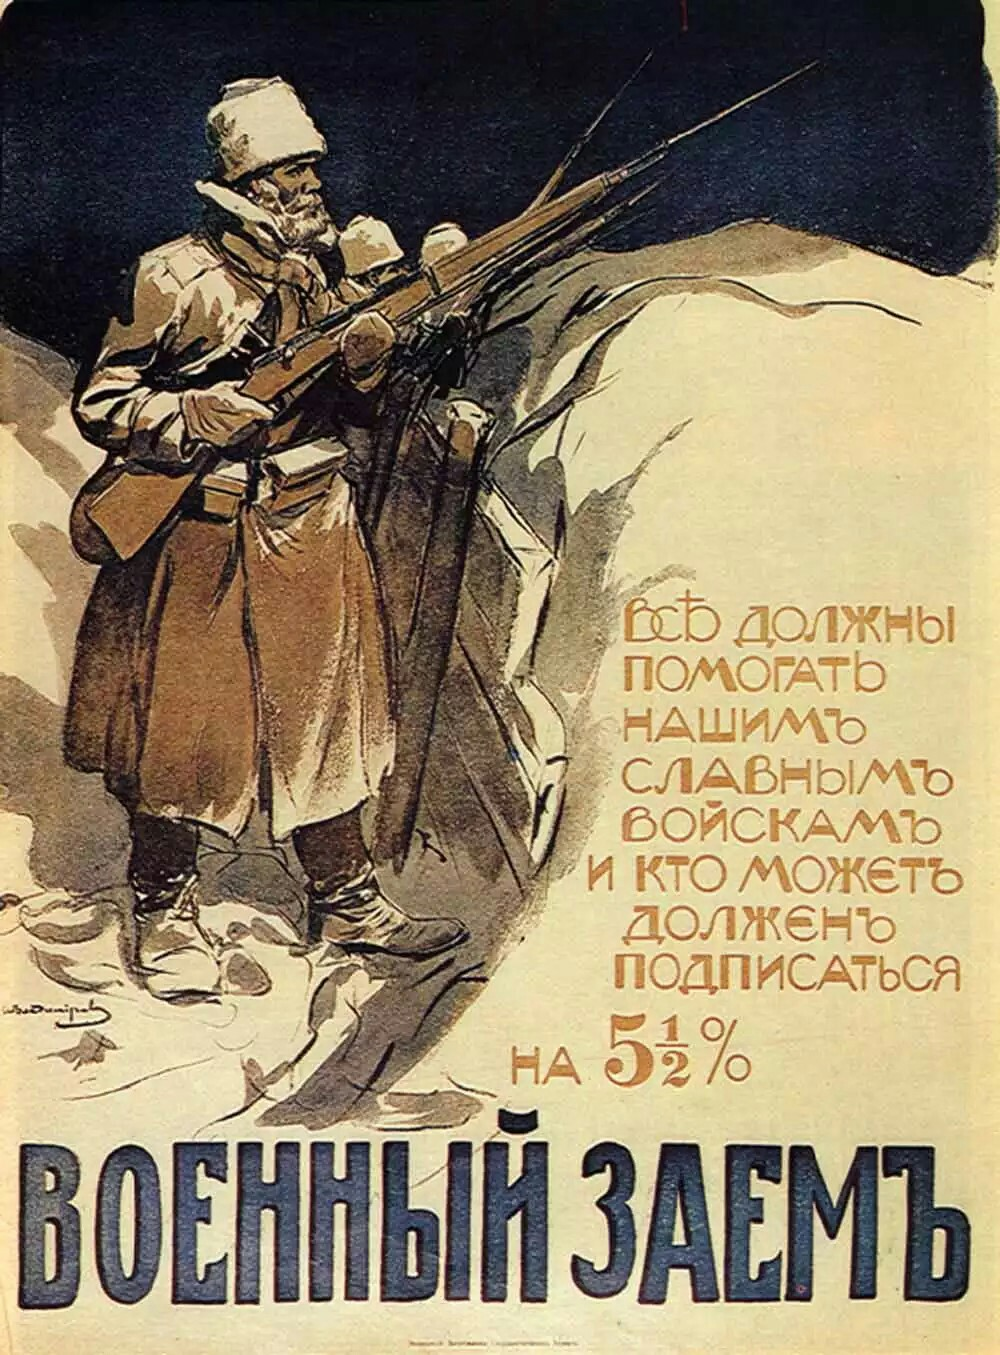 ВСѢ ДОЛЖНЫ
ПОМОГАТЬ
НАШИМЪ
СЛАВНЫМЪ
ВОЙСКАМЪ
И КТО МОЖЕТЪ
ДОЛЖЕНЪ
ПОДПИСАТЬСЯ
НА 5½%
ВОЕННЫЙ ЗАЕМЪ